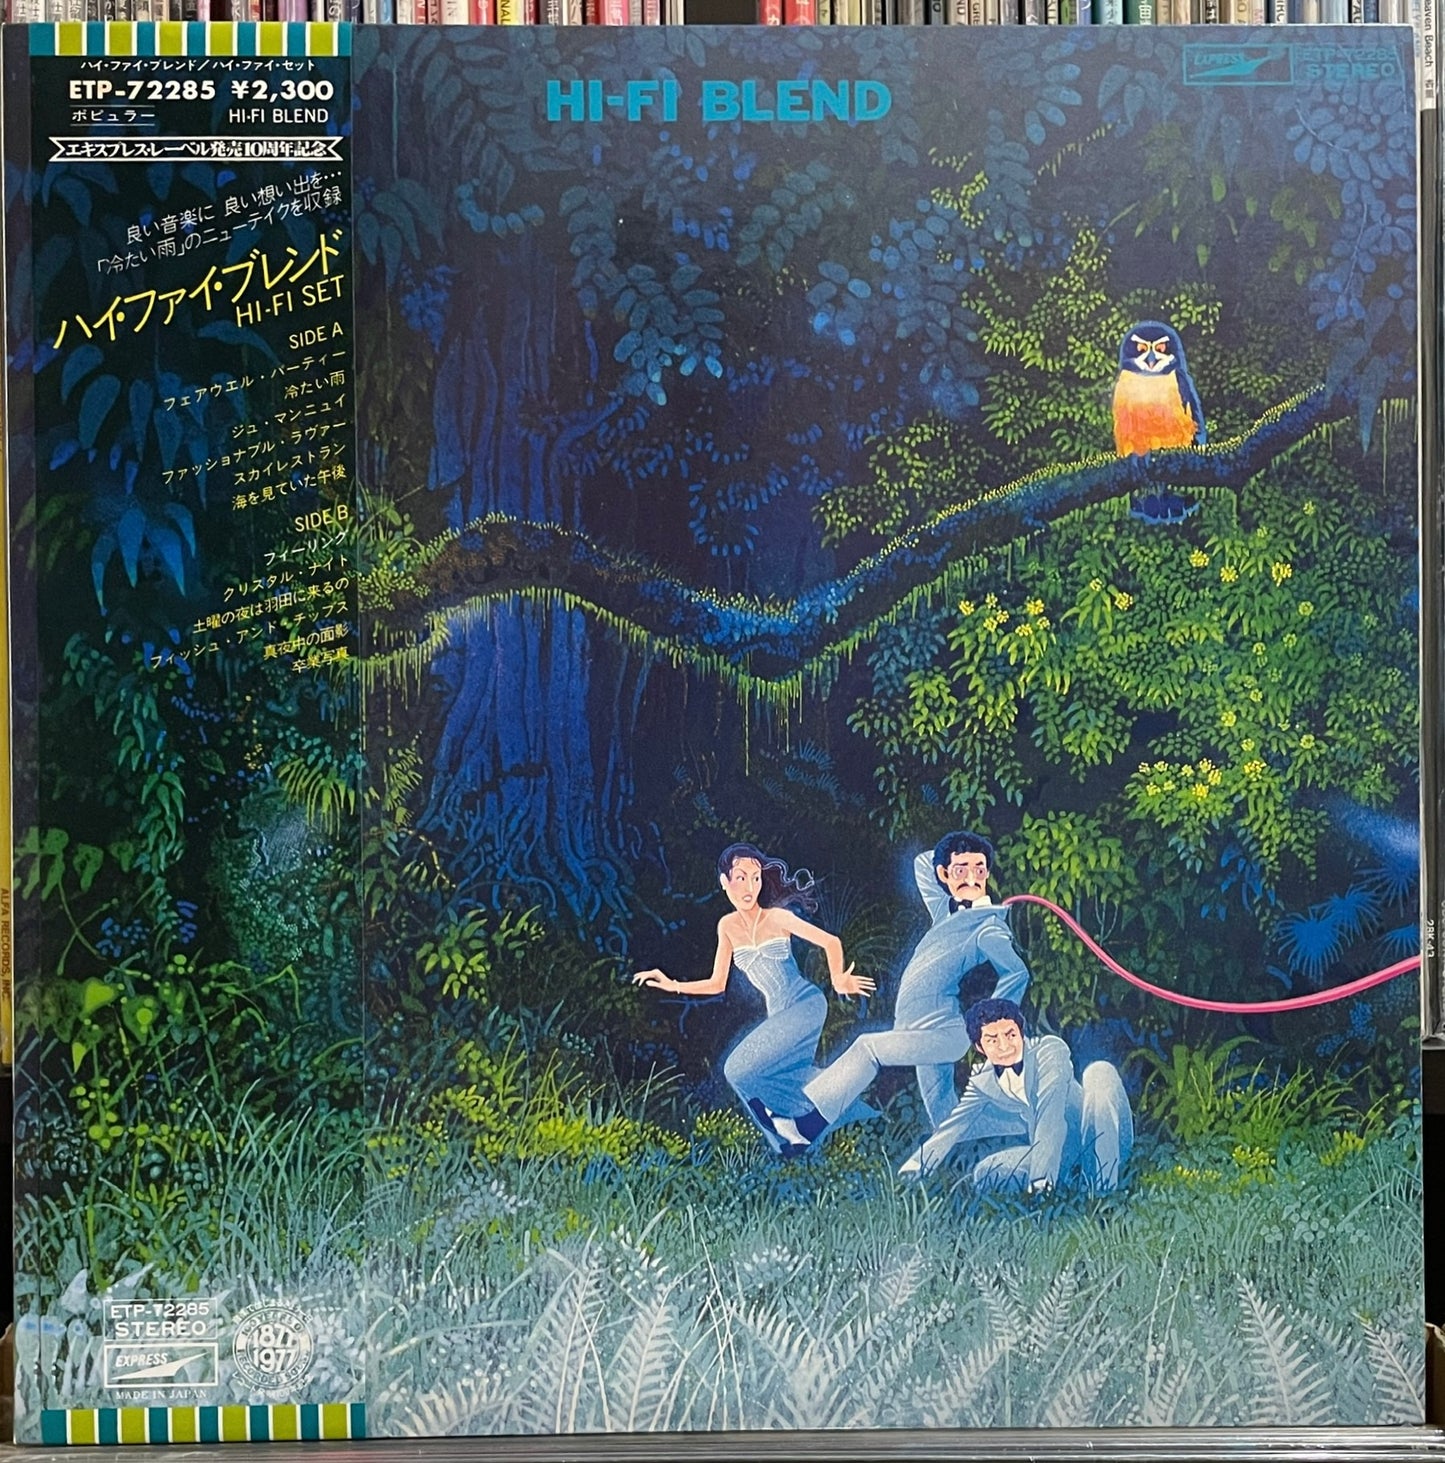 ハイ・ファイ・ブレンド／ハイ・ファイ・セット
ETP-72285 ¥2,300
ポピュラー HI-FI BLEND
エキスプレス・レーベル発売10周年記念
良い音楽に 良い想い出を…
「冷たい雨」のニューテイクを収録
ハイ・ファイ・ブレンド
HI-FI SET
SIDE A
フェアウエル・パーティー
冷たい雨
ジュ・マンニュイ
ファッショナブル・ラヴァー
スカイレストラン
海を見ていた午後
SIDE B
フィーリング
クリスタル・ナイト
土曜の夜は羽田に来るの
フィッシュ・アンド・チップス
真夜中の面影
卒業写真
ETP-72285
STEREO
EXPRESS
MADE IN JAPAN
1877
1977
HI-FI BLEND
EXPRESS
ETP-72285
STEREO
ALFA RECORDS, INC.
eaven Beach
28K-43